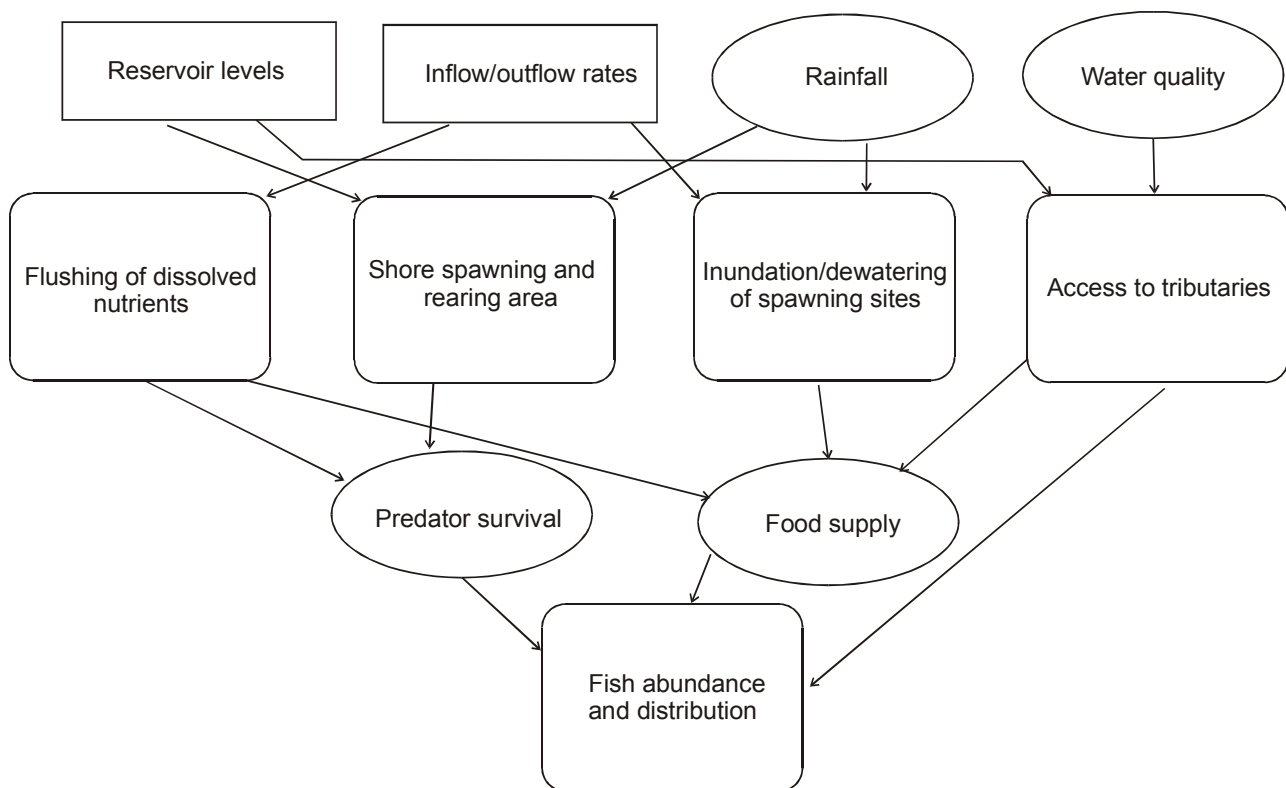 Reservoir levels
Inflow/outflow rates
Rainfall
Water quality
Flushing of dissolved
nutrients
Shore spawning and
rearing area
Inundation/dewatering
of spawning sites
Access to tributaries
Predator survival
Food supply
Fish abundance
and distribution